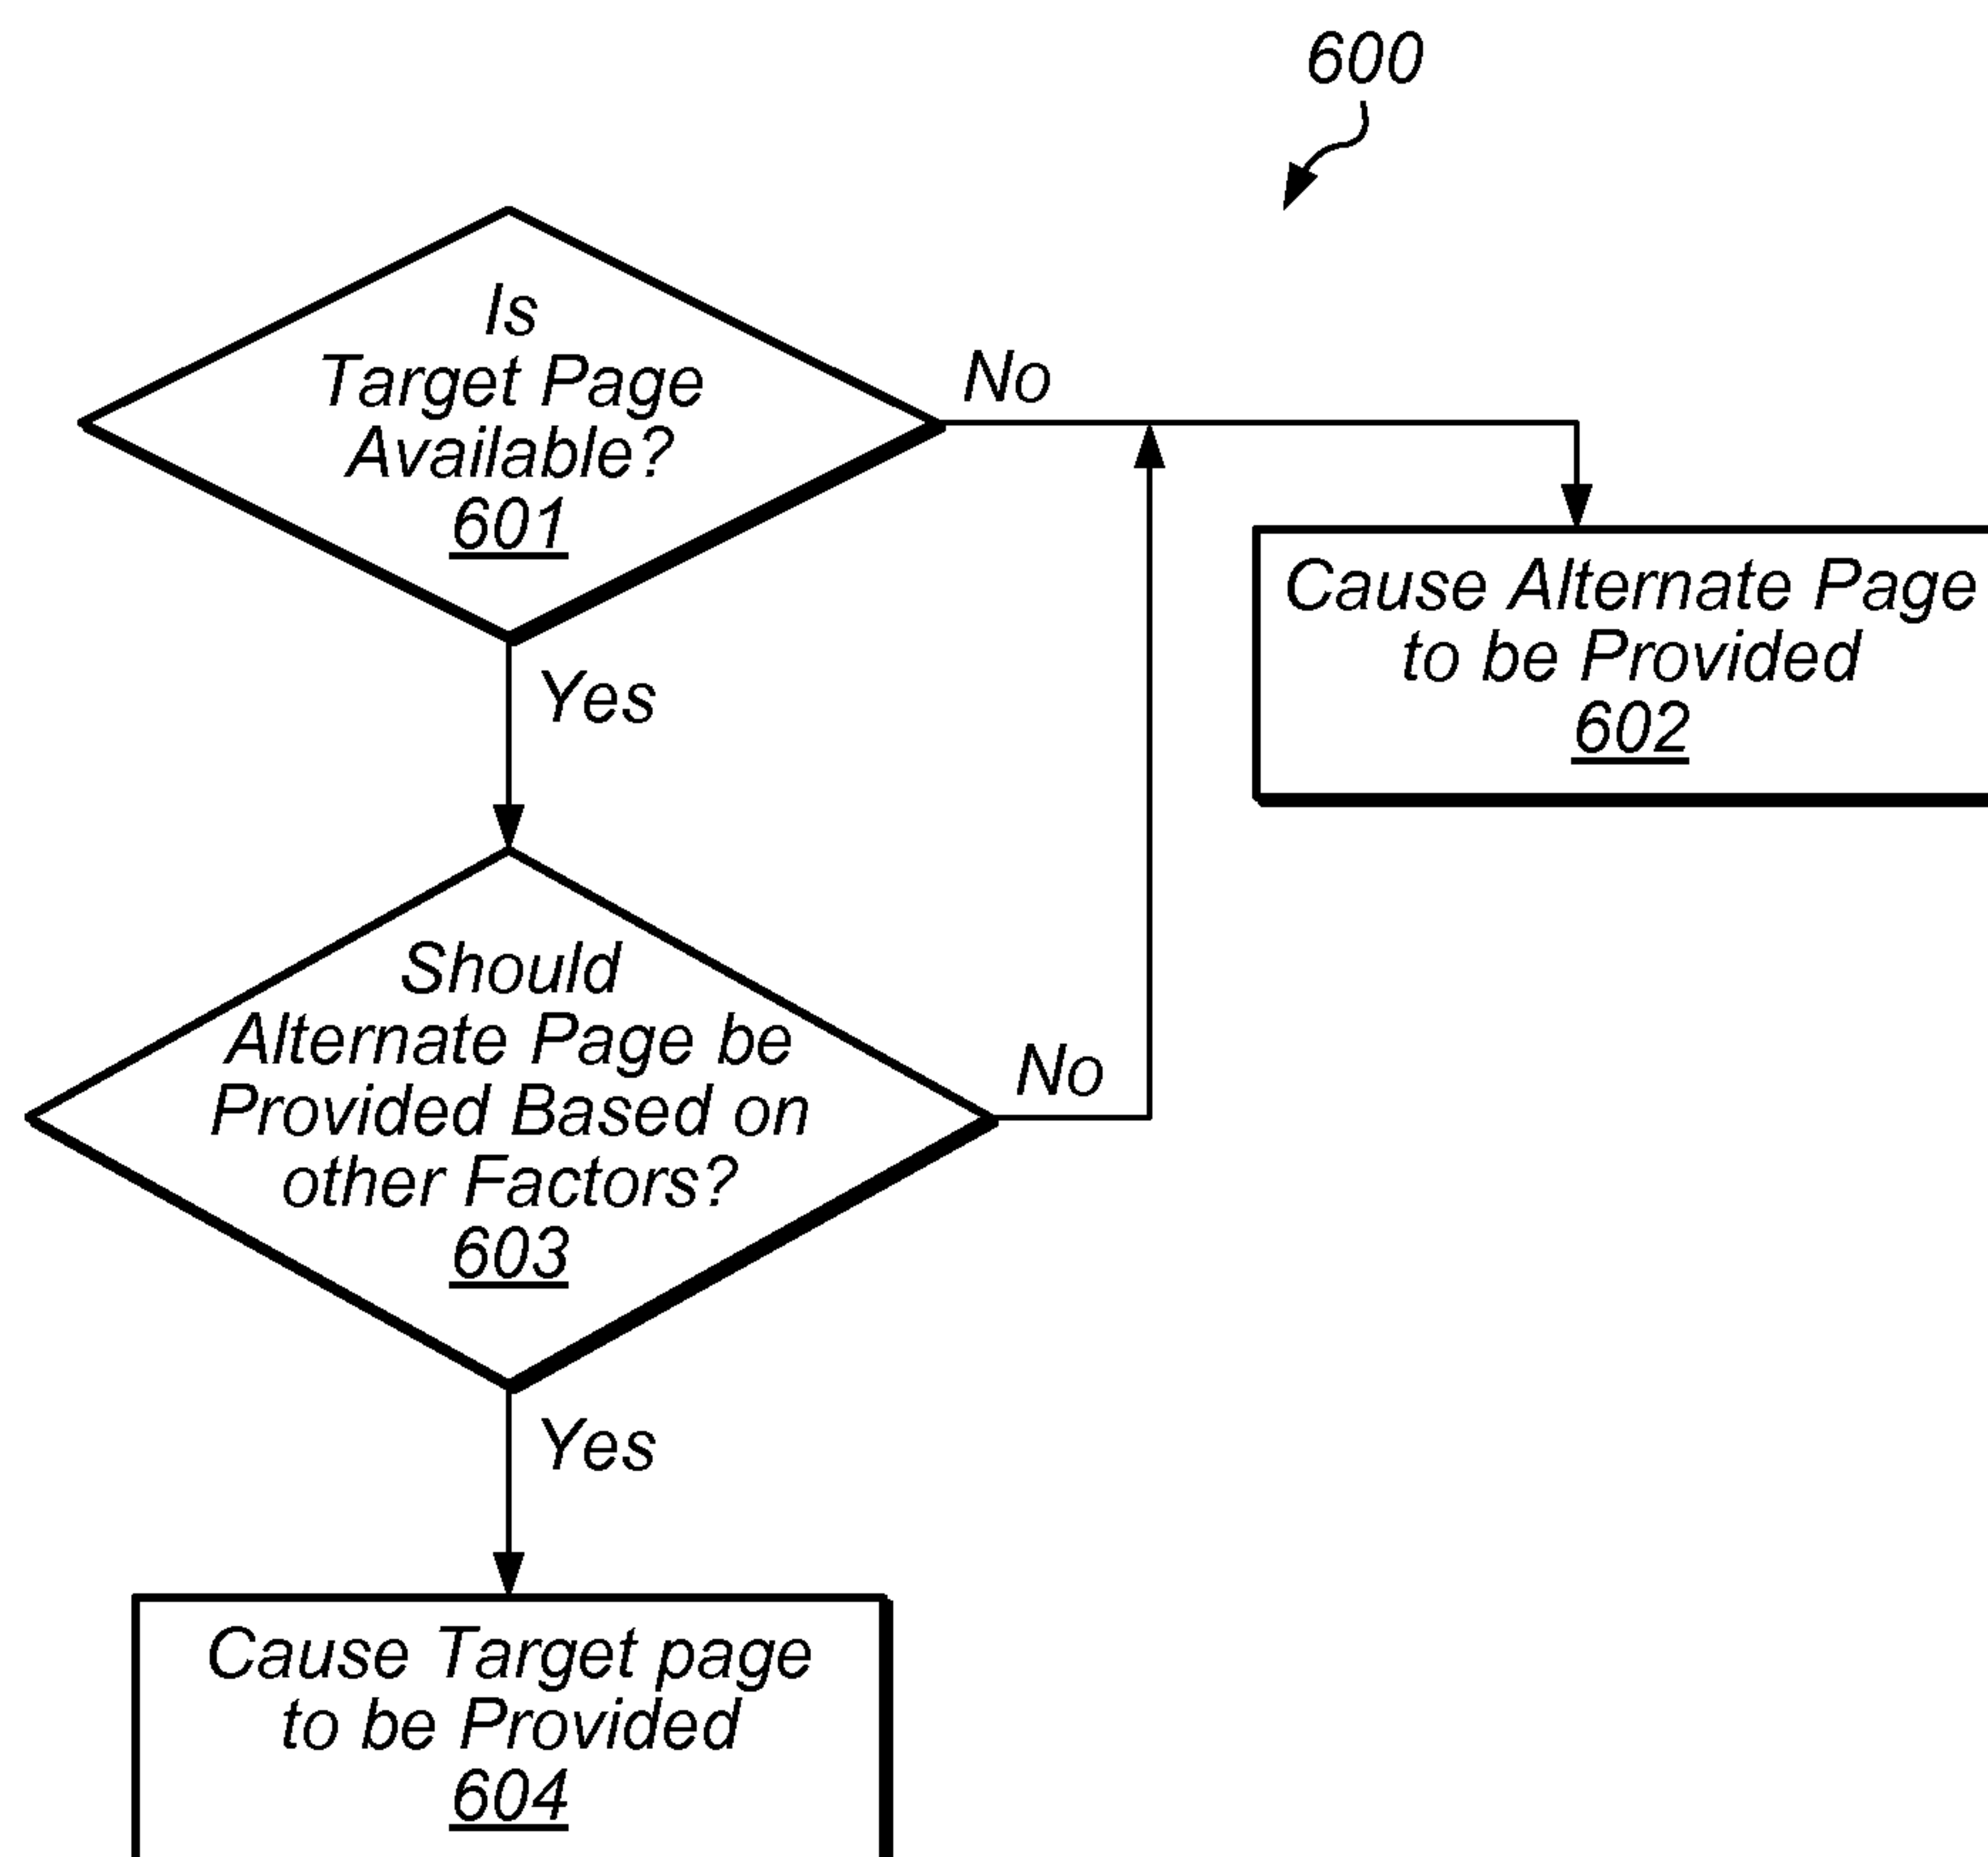 600
Is
Target Page
Available?
601
No
Yes
Cause Alternate Page
to be Provided
602
Should
Alternate Page be
Provided Based on
other Factors?
603
No
Yes
Cause Target page
to be Provided
604